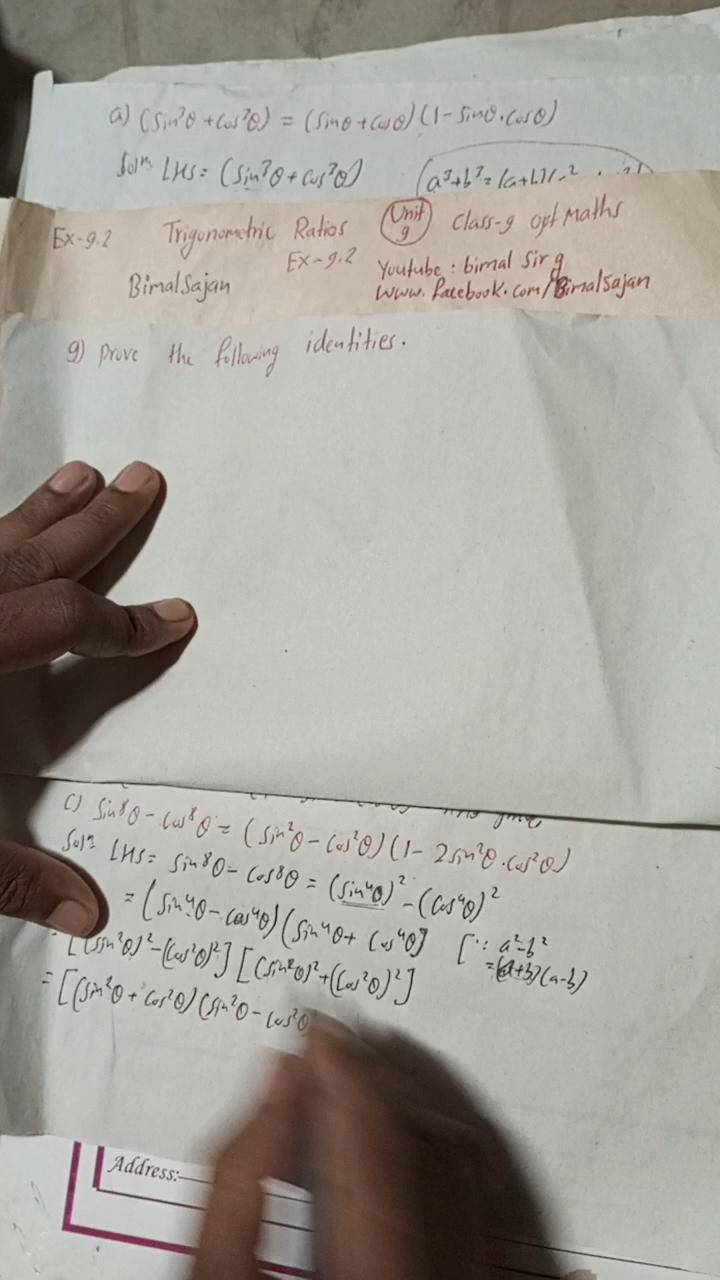 a) (Sin³θ + Cos³θ) = (Sinθ + Cosθ) (1 - Sinθ . Cosθ)
Solⁿ LHS = (Sin³θ + Cos³θ) (a³+b³ = (a+b)(
Ex-9.2 Trigonometric Ratios Unit 9 Class-9 opt Maths
Ex-9.2
BimalSajan Youtube : bimal Sir g
www.facebook.com/BimalSajan
9) Prove the following identities.
c) Sin⁸θ - Cos⁸θ = (Sin²θ - Cos²θ) (1 - 2Sin²θ . Cos²θ)
Solⁿ LHS = Sin⁸θ - Cos⁸θ = (Sin⁴θ)² - (Cos⁴θ)²
= (Sin⁴θ - Cos⁴θ) (Sin⁴θ + Cos⁴θ) [∵ a²-b²
= (a+b)(a-b)
= [(Sin²θ)² - (Cos²θ)²] [(Sin²θ)² + (Cos²θ)²]
= [(Sin²θ + Cos²θ) (Sin²θ - Cos²θ
Address: